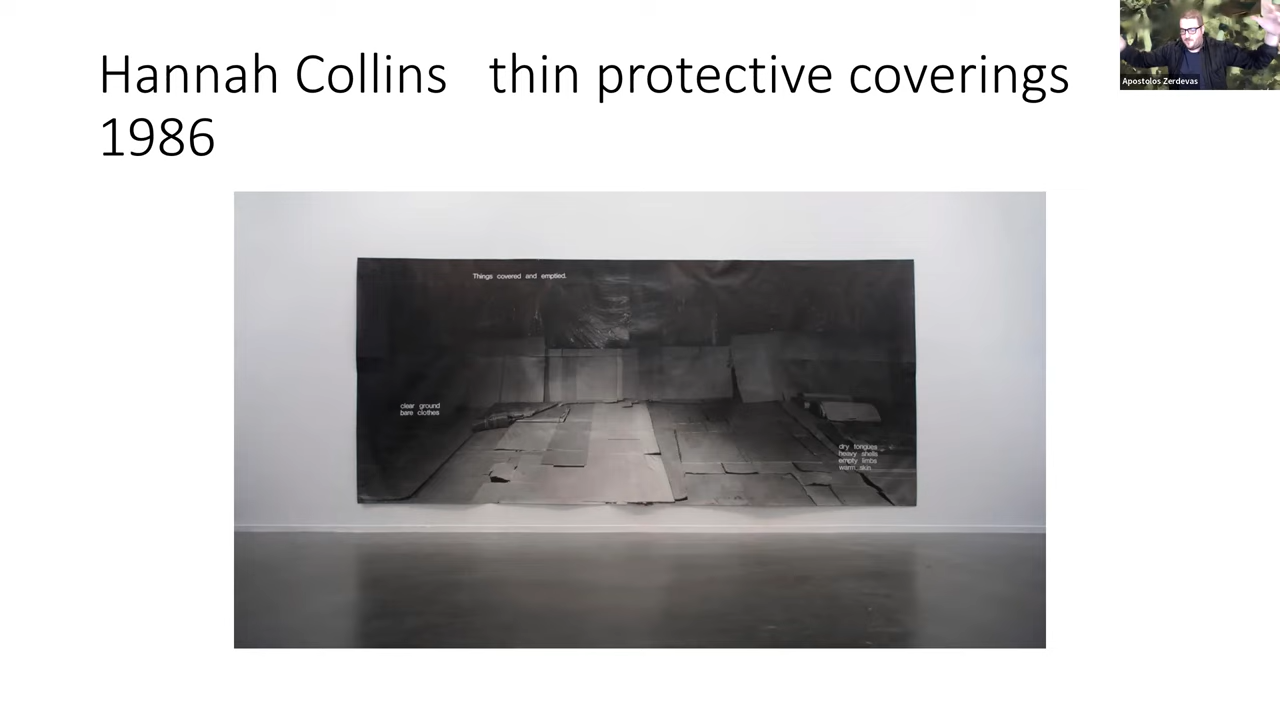 Hannah Collins thin protective coverings
1986
Apostolos Zerdevas
Things covered and emptied.
clear ground
bare clothes
dry tongues
heavy shells
empty limbs
warm skin